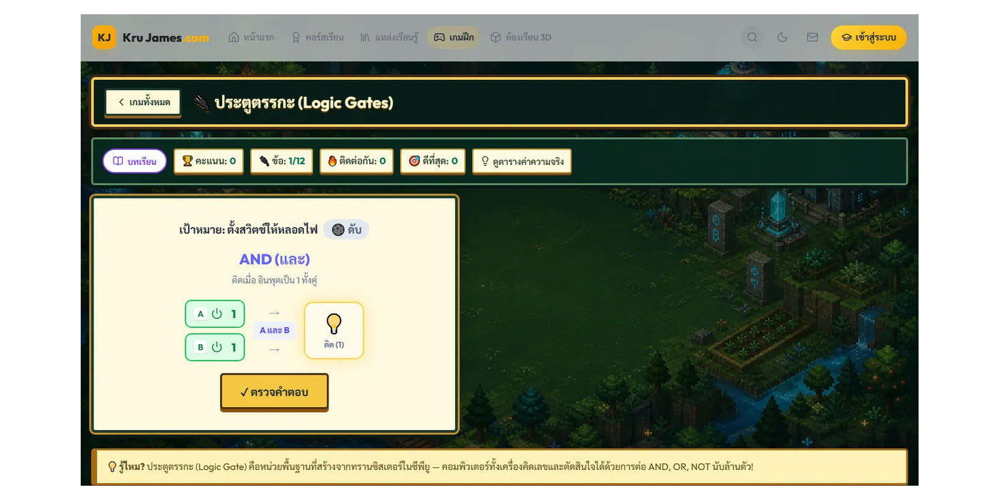 KJ Kru James.com หน้าแรก คอร์สเรียน แหล่งเรียนรู้ เกมฝึก ห้องเรียน 3D เข้าสู่ระบบ
เกมทั้งหมด ประตูตรรกะ (Logic Gates)
บทเรียน คะแนน: 0 ข้อ: 1/12 ติดต่อกัน: 0 ดีที่สุด: 0 ดูตารางค่าความจริง
เป้าหมาย: ตั้งสวิตช์ให้หลอดไฟ ดับ
AND (และ)
ติดเมื่อ อินพุตเป็น 1 ทั้งคู่
A 1 →
A และ B
B 1 →
ติด (1)
✓ ตรวจคำตอบ
รู้ไหม? ประตูตรรกะ (Logic Gate) คือหน่วยพื้นฐานที่สร้างจากทรานซิสเตอร์ในซีพียู — คอมพิวเตอร์ทั้งเครื่องคิดเลขและตัดสินใจได้ด้วยการต่อ AND, OR, NOT นับล้านตัว!